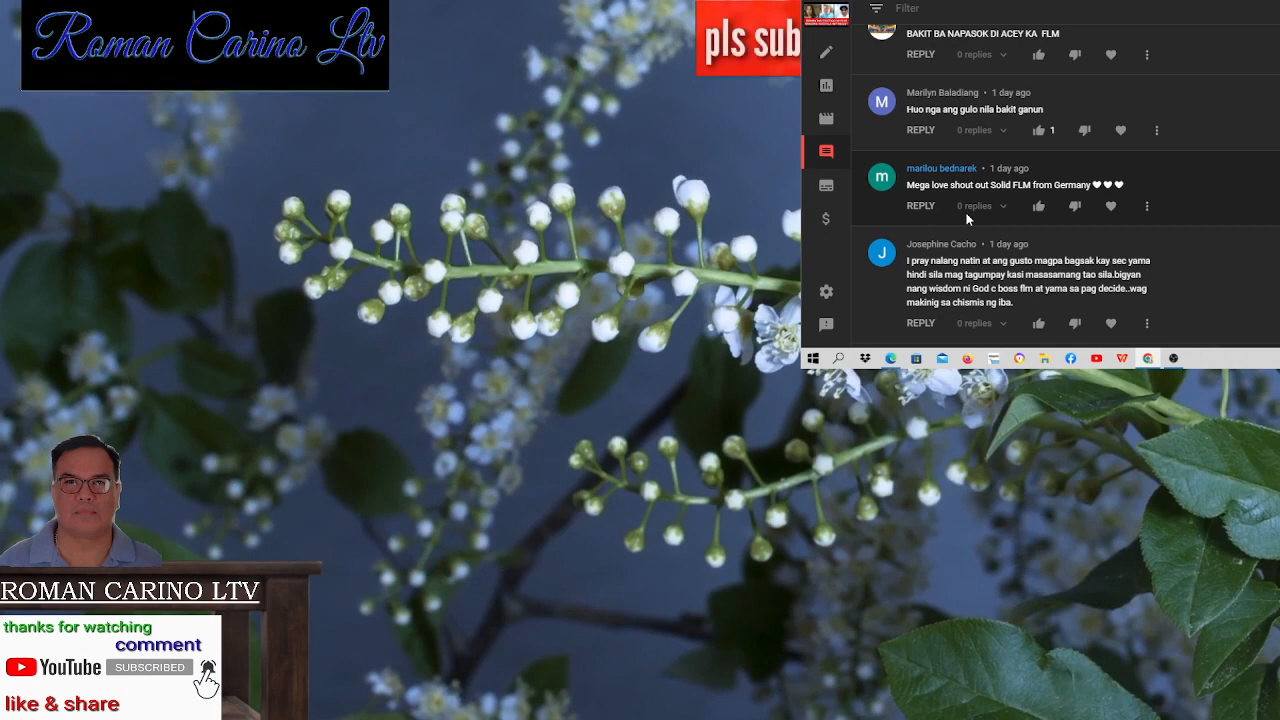 Roman Carino Ltv
pls sub
Filter
BAKIT BA NAPASOK DI ACEY KA FLM
REPLY 0 replies
M
Marilyn Baladiang • 1 day ago
Huo nga ang gulo nila bakit ganun
REPLY 0 replies 1
m
marilou bednarek • 1 day ago
Mega love shout out Solid FLM from Germany
REPLY 0 replies
J
Josephine Cacho • 1 day ago
I pray nalang natin at ang gusto magpa bagsak kay sec yama
hindi sila mag tagumpay kasi masasamang tao sila.bigyan
nang wisdom ni God c boss flm at yama sa pag decide..wag
makinig sa chismis ng iba.
REPLY 0 replies
ROMAN CARINO LTV
thanks for watching
comment
YouTube SUBSCRIBED
like & share